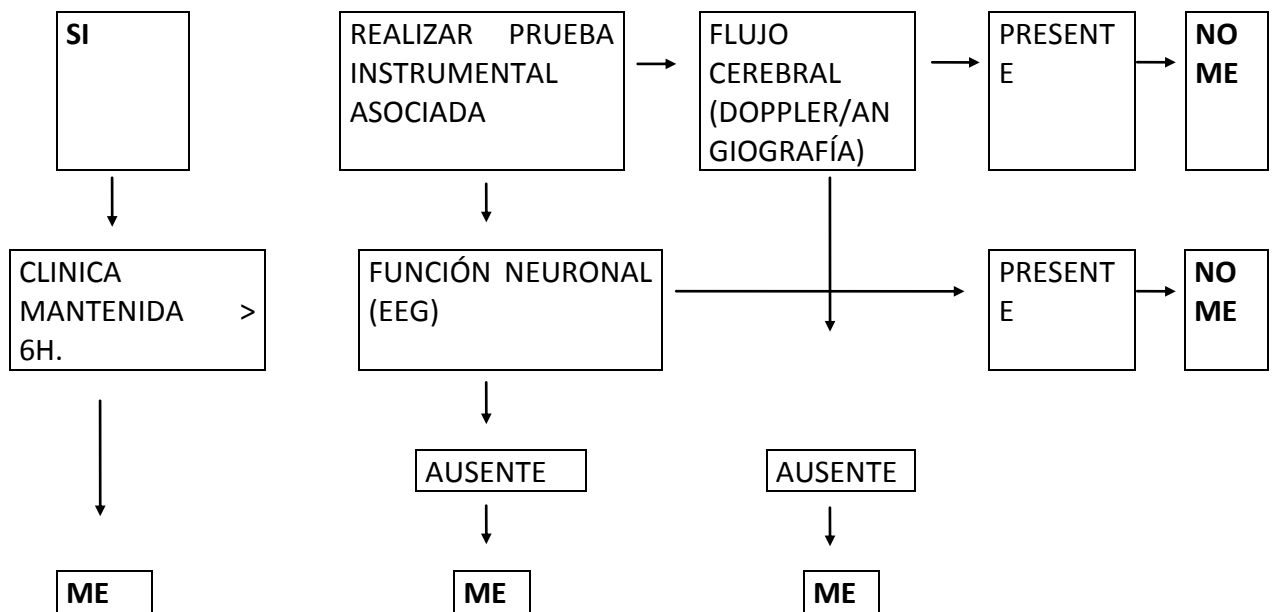 SI
REALIZAR PRUEBA
INSTRUMENTAL
ASOCIADA
FLUJO
CEREBRAL
(DOPPLER/AN
GIOGRAFÍA)
PRESENT
E
NO
ME
CLINICA
MANTENIDA >
6H.
FUNCIÓN NEURONAL
(EEG)
PRESENT
E
NO
ME
AUSENTE
AUSENTE
ME
ME
ME